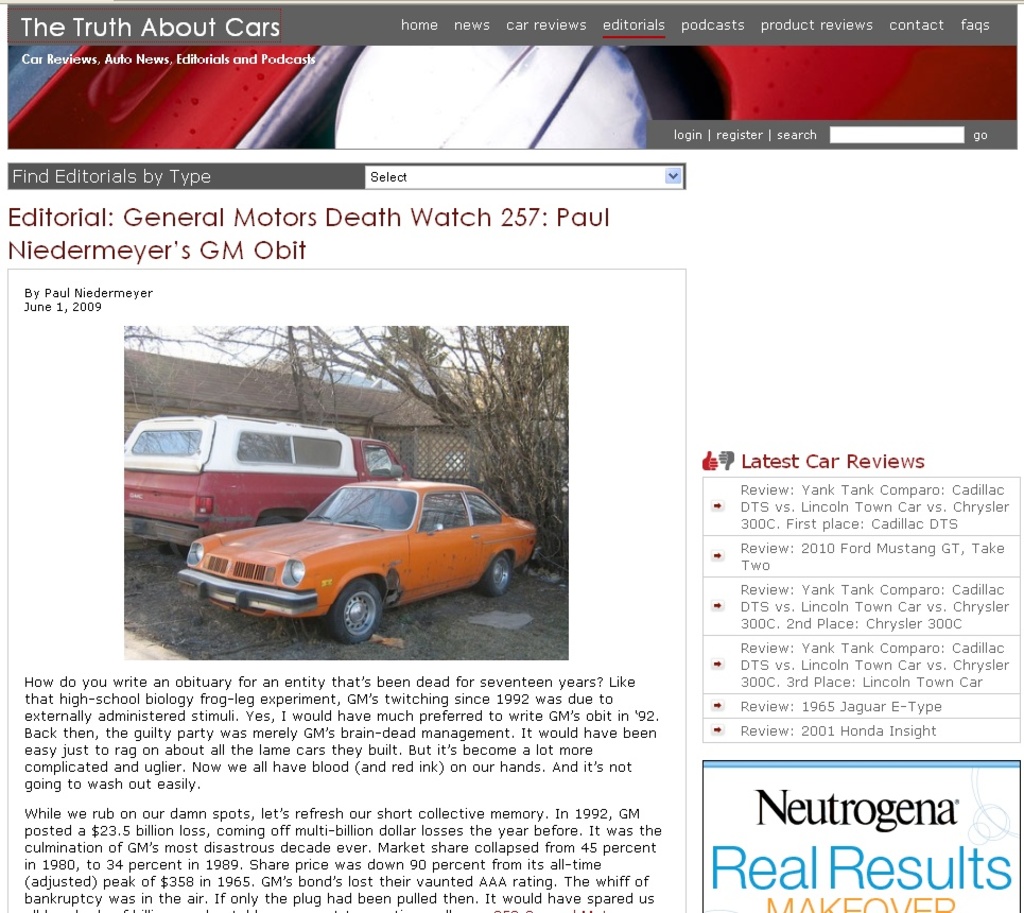 The Truth About Cars
home news car reviews editorials podcasts product reviews contact faqs
Car Reviews, Auto News, Editorials and Podcasts
login | register | search go
Find Editorials by Type Select
Editorial: General Motors Death Watch 257: Paul
Niedermeyer's GM Obit
By Paul Niedermeyer
June 1, 2009
How do you write an obituary for an entity that's been dead for seventeen years? Like
that high-school biology frog-leg experiment, GM's twitching since 1992 was due to
externally administered stimuli. Yes, I would have much preferred to write GM's obit in '92.
Back then, the guilty party was merely GM's brain-dead management. It would have been
easy just to rag on about all the lame cars they built. But it's become a lot more
complicated and uglier. Now we all have blood (and red ink) on our hands. And it's not
going to wash out easily.
While we rub on our damn spots, let's refresh our short collective memory. In 1992, GM
posted a $23.5 billion loss, coming off multi-billion dollar losses the year before. It was the
culmination of GM's most disastrous decade ever. Market share collapsed from 45 percent
in 1980, to 34 percent in 1989. Share price was down 90 percent from its all-time
(adjusted) peak of $358 in 1965. GM's bond's lost their vaunted AAA rating. The whiff of
bankruptcy was in the air. If only the plug had been pulled then. It would have spared us
Latest Car Reviews
Review: Yank Tank Comparo: Cadillac
DTS vs. Lincoln Town Car vs. Chrysler
300C. First place: Cadillac DTS
Review: 2010 Ford Mustang GT, Take
Two
Review: Yank Tank Comparo: Cadillac
DTS vs. Lincoln Town Car vs. Chrysler
300C. 2nd Place: Chrysler 300C
Review: Yank Tank Comparo: Cadillac
DTS vs. Lincoln Town Car vs. Chrysler
300C. 3rd Place: Lincoln Town Car
Review: 1965 Jaguar E-Type
Review: 2001 Honda Insight
Neutrogena®
Real Results
MAKEOVER